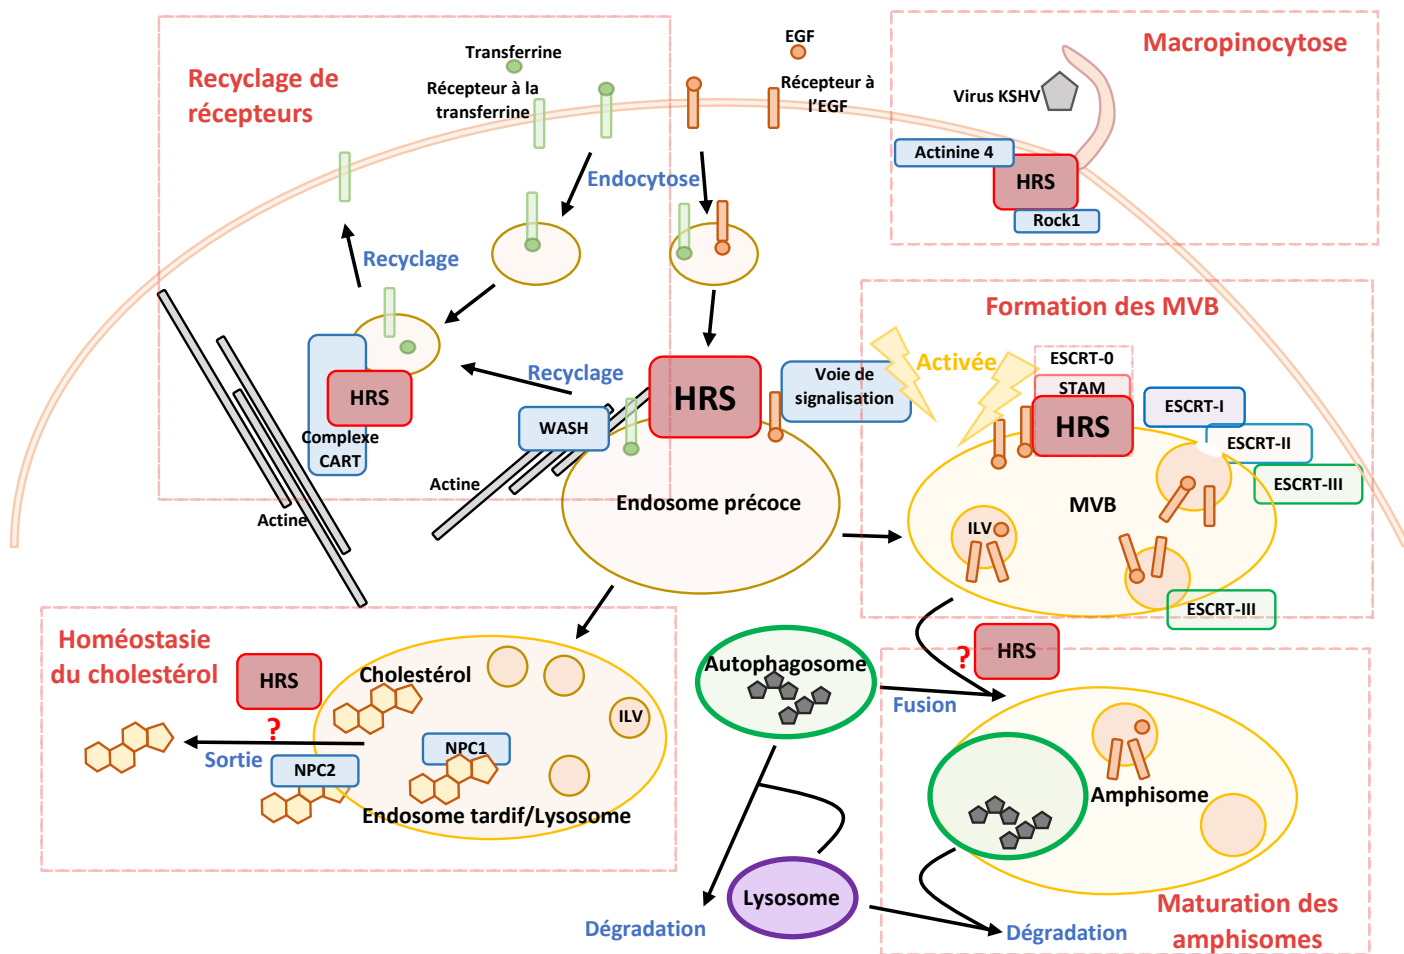 Recyclage de
récepteurs
Transferrine
Récepteur à la
transferrine
EGF
Récepteur à
l'EGF
Macropinocytose
Virus KSHV
Actinine 4
HRS
Rock1
Endocytose
Recyclage
Recyclage
HRS
Complexe
CART
Actine
WASH
Actine
HRS
Voie de
signalisation
Endosome précoce
Formation des MVB
Activée
ESCRT-0
STAM
HRS
ESCRT-I
ESCRT-II
ESCRT-III
MVB
ILV
ESCRT-III
Homéostasie
du cholestérol
HRS
?
Sortie
Cholestérol
ILV
NPC1
NPC2
Endosome tardif/Lysosome
Autophagosome
?
HRS
Fusion
Amphisome
Lysosome
Dégradation
Dégradation
Maturation des
amphisomes